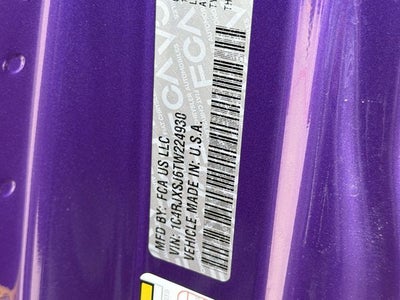 MFD BY: FCA US LLC
VIN: 1C4RJXSJ6TW224930
VEHICLE MADE IN: U.S.A.